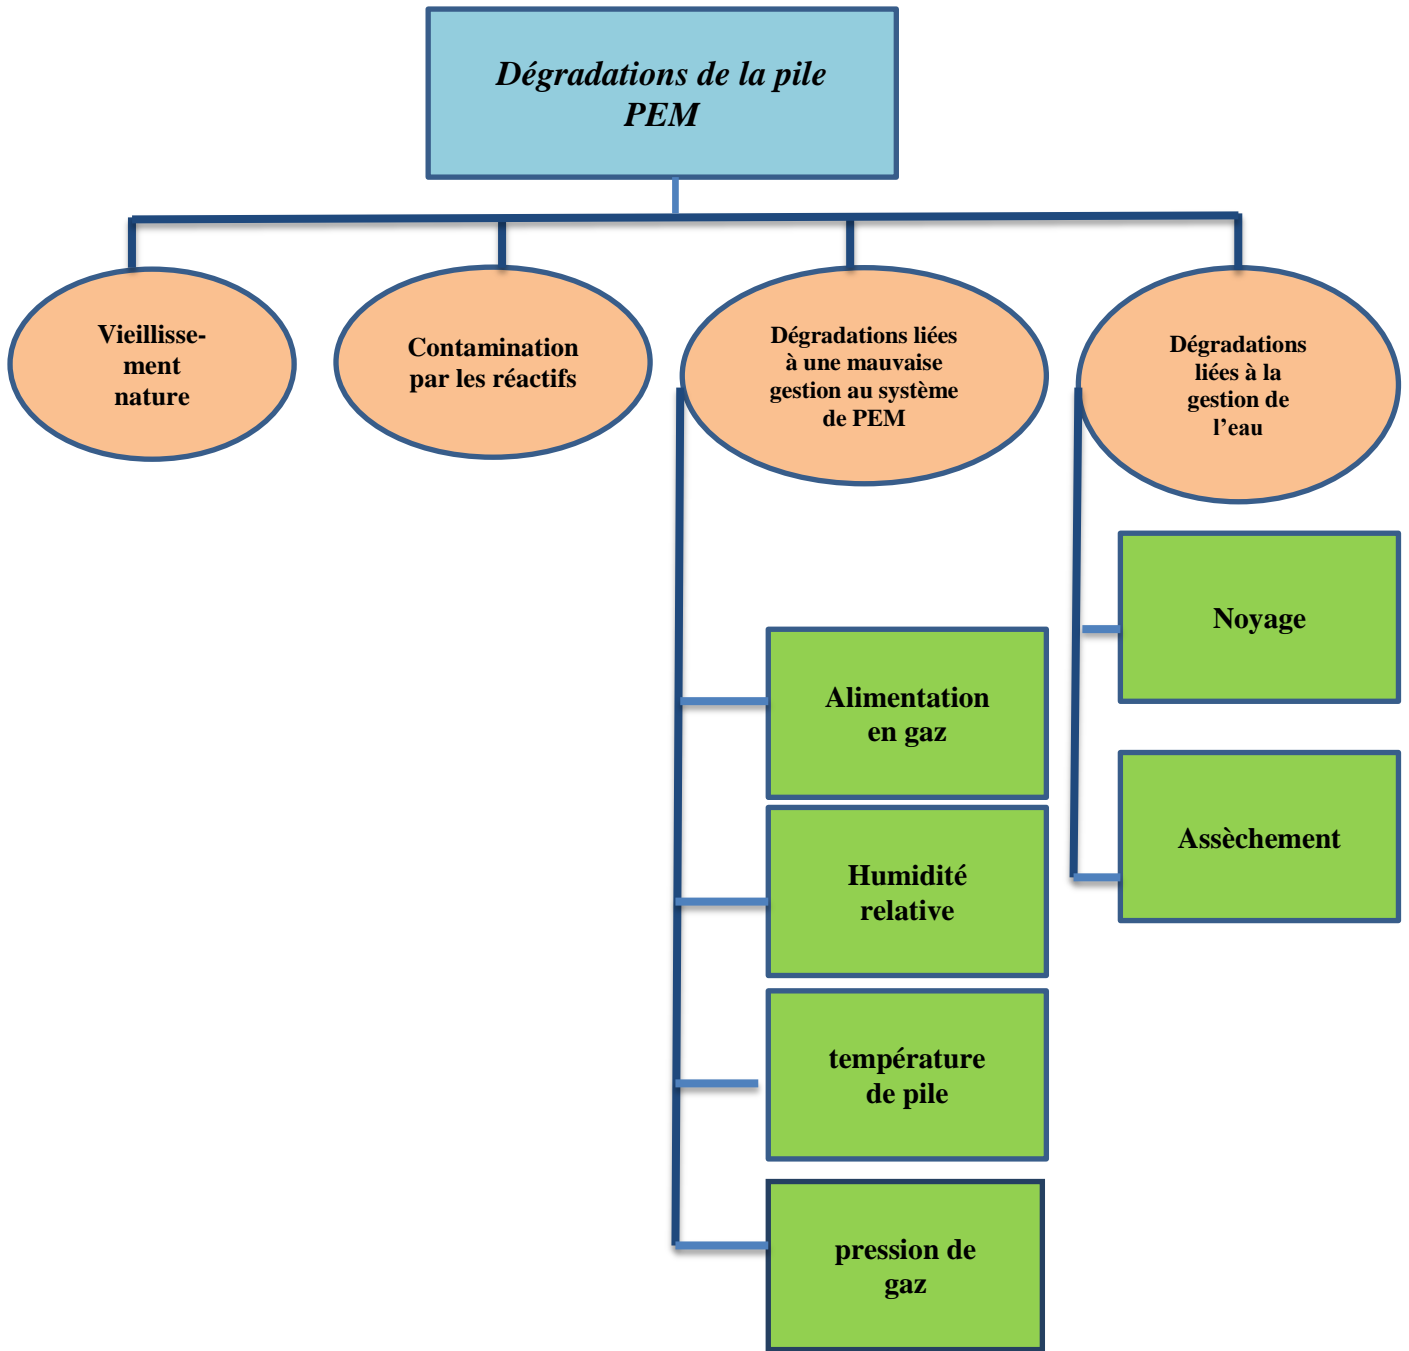 Dégradations de la pile
PEM
Vieillisse-
ment
nature
Contamination
par les réactifs
Dégradations liées
à une mauvaise
gestion au système
de PEM
Dégradations
liées à la
gestion de
l’eau
Noyage
Alimentation
en gaz
Assèchement
Humidité
relative
température
de pile
pression de
gaz